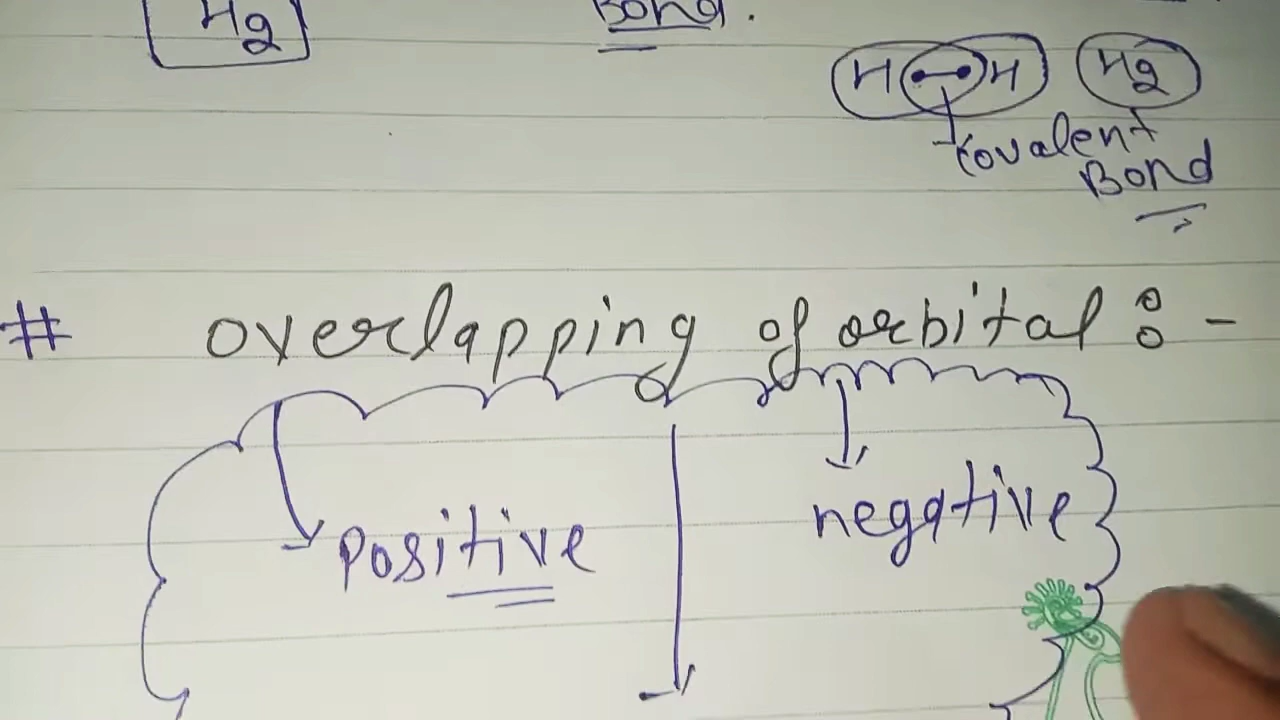 H2
Bond.
H H H2
Covalent
Bond
# overlapping of orbital :-
positive
negative